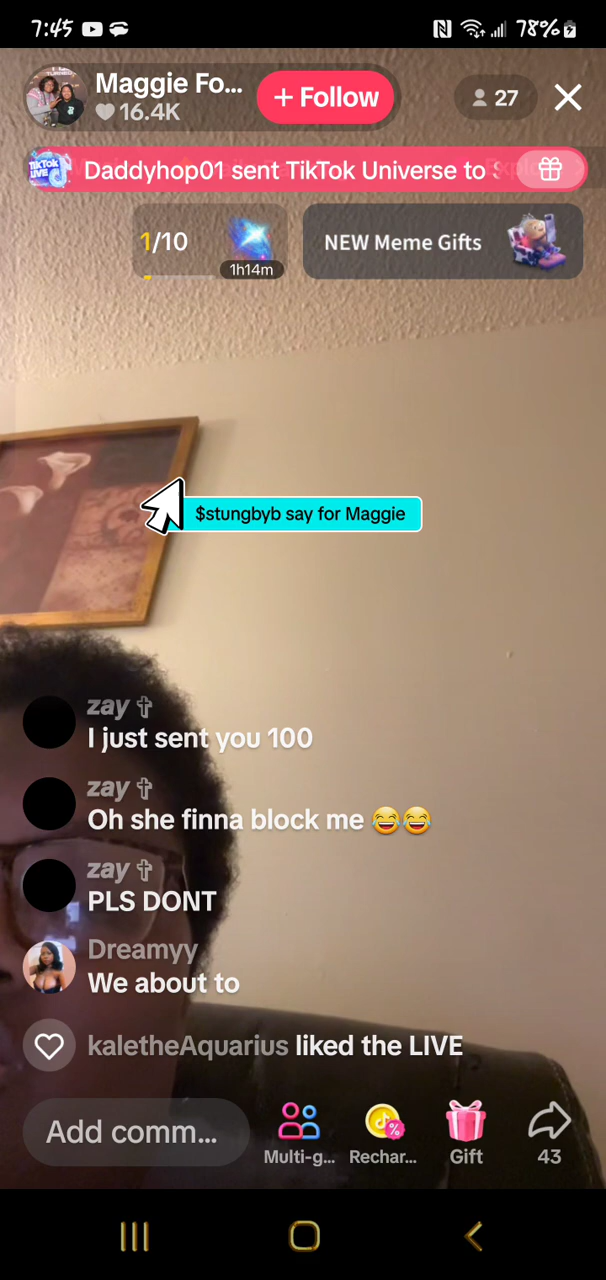 7:45
78%
Maggie Fo...
16.4K
+ Follow
27
TikTok
LIVE
Daddyhop01 sent TikTok Universe to
1/10
1h14m
NEW Meme Gifts
$stungbyb say for Maggie
zay ✞
I just sent you 100
zay ✞
Oh she finna block me 😂😂
zay ✞
PLS DONT
Dreamyy
We about to
kaletheAquarius liked the LIVE
Add comm...
Multi-g...
Rechar...
Gift
43